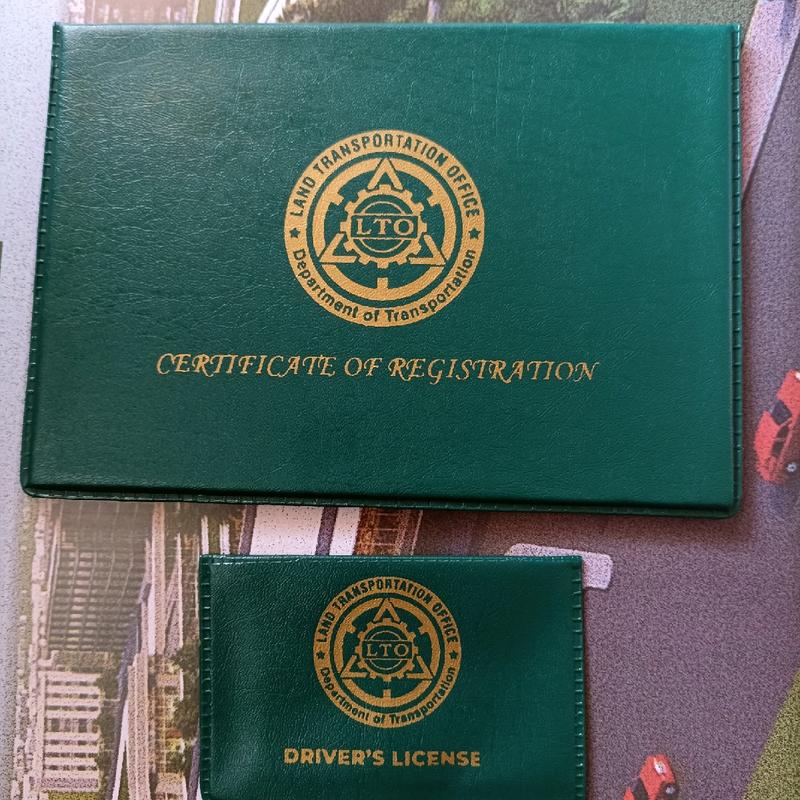 LAND TRANSPORTATION OFFICE
LTO
Department of Transportation
CERTIFICATE OF REGISTRATION
LAND TRANSPORTATION OFFICE
LTO
Department of Transportation
DRIVER'S LICENSE